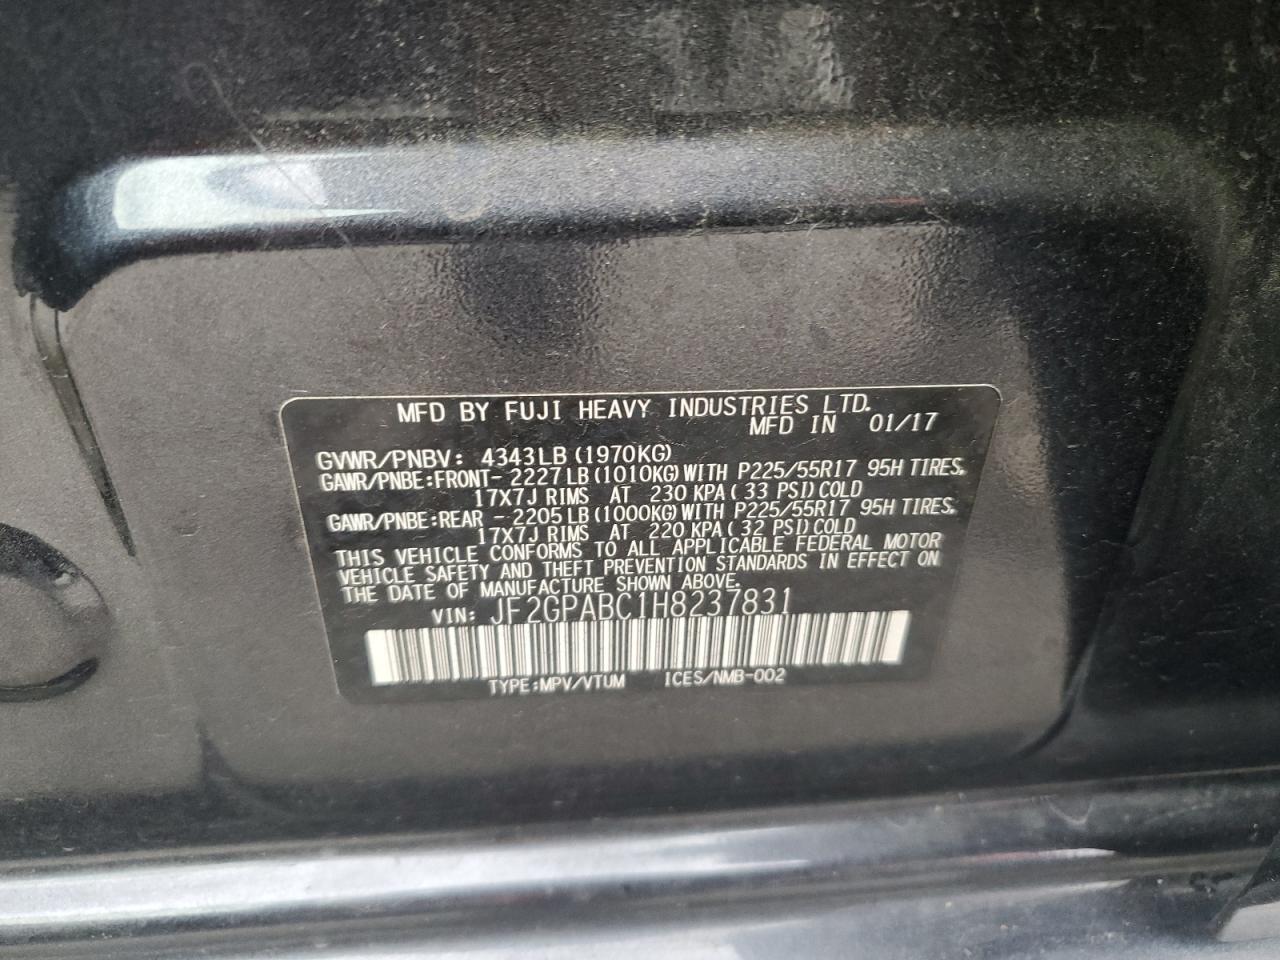 MFD BY FUJI HEAVY INDUSTRIES LTD.
MFD IN 01/17
GVWR/PNBV: 4343LB(1970KG)
GAWR/PNBE:FRONT-2227LB(1010KG)WITH P225/55R17 95H TIRES.
17X7J RIMS AT 230KPA(33 PSI)COLD
GAWR/PNBE:REAR -2205LB(1000KG)WITH P225/55R17 95H TIRES.
17X7J RIMS AT 220KPA(32 PSI)COLD
THIS VEHICLE CONFORMS TO ALL APPLICABLE FEDERAL MOTOR
VEHICLE SAFETY AND THEFT PREVENTION STANDARDS IN EFFECT ON
THE DATE OF MANUFACTURE SHOWN ABOVE.
VIN: JF2GPABC1H8237831
TYPE:MPV/VTUM ICES/NMB-002